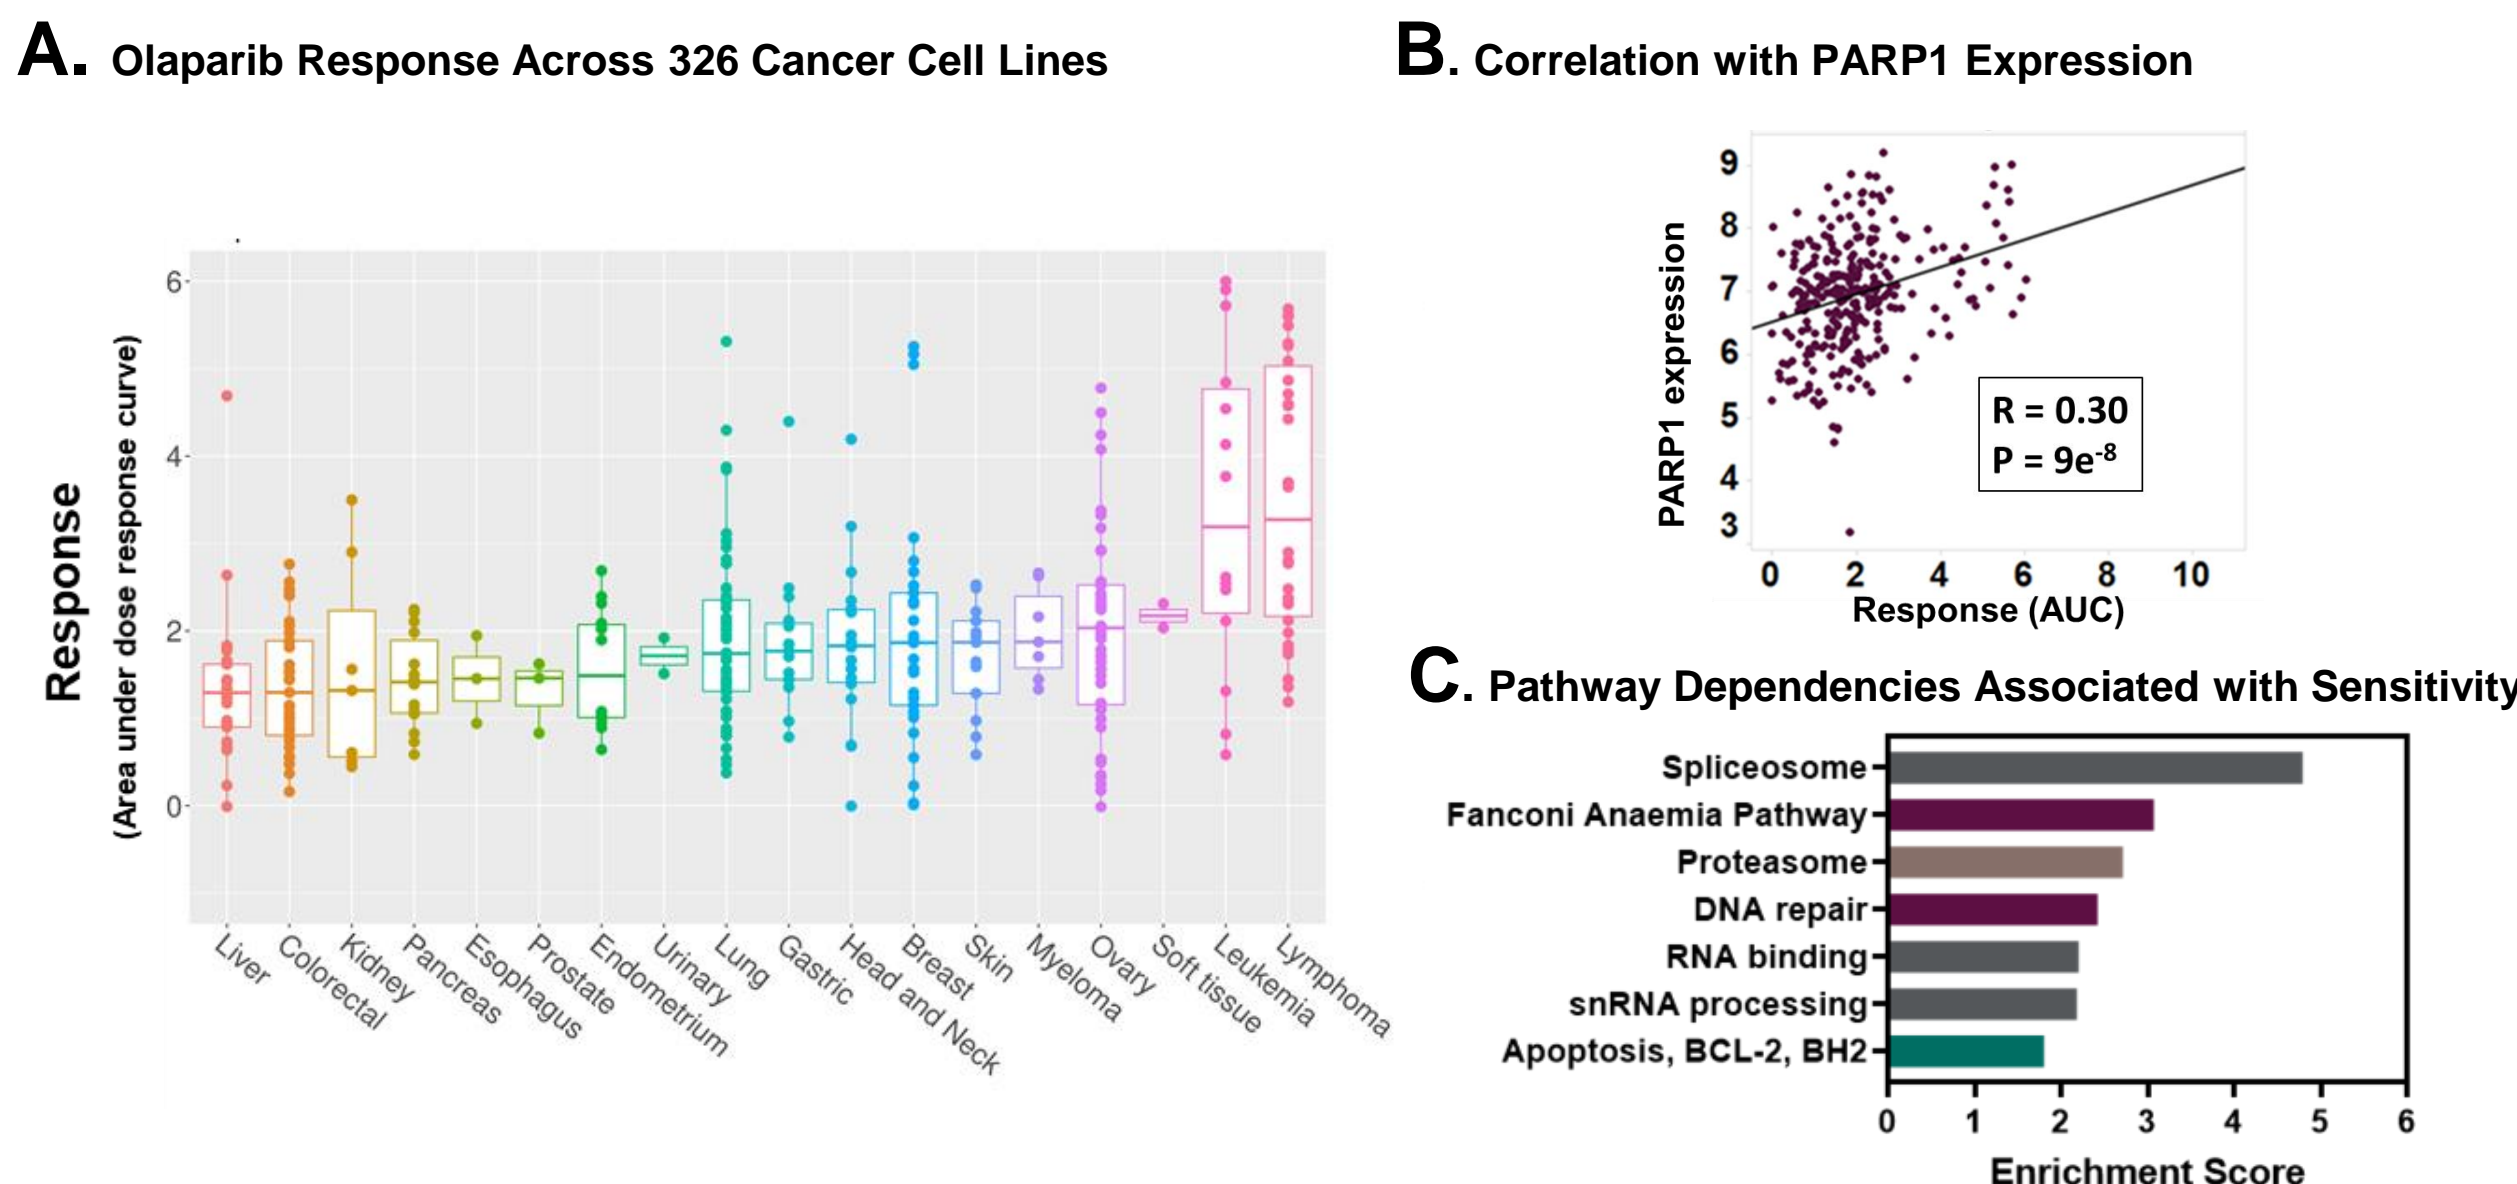 A. Olaparib Response Across 326 Cancer Cell Lines
Response
(Area under dose response curve)
6
4
2
0
Liver
Colorectal
Kidney
Pancreas
Esophagus
Prostate
Endometrium
Urinary
Lung
Gastric
Head and Neck
Breast
Skin
Myeloma
Ovary
Soft tissue
Leukemia
Lymphoma
B. Correlation with PARP1 Expression
PARP1 expression
9
8
7
6
5
4
3
R = 0.30
P = 9e-8
0 2 4 6 8 10
Response (AUC)
C. Pathway Dependencies Associated with Sensitivity
Spliceosome
Fanconi Anaemia Pathway
Proteasome
DNA repair
RNA binding
snRNA processing
Apoptosis, BCL-2, BH2
0 1 2 3 4 5 6
Enrichment Score